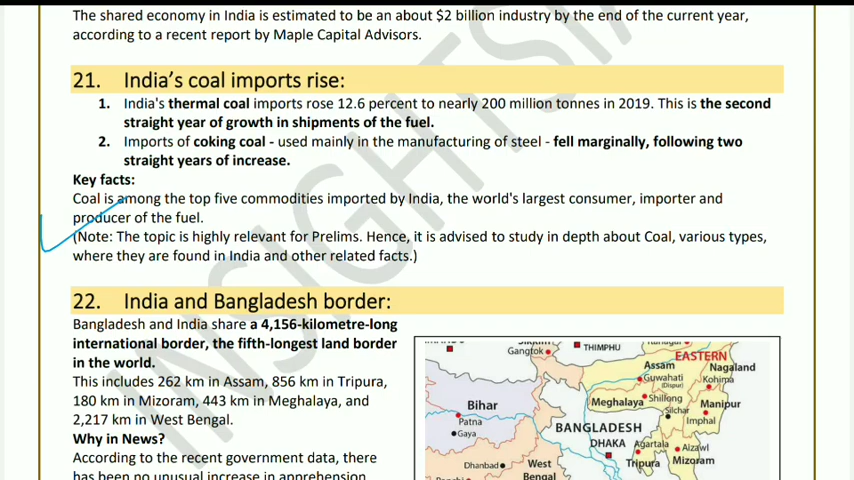 The shared economy in India is estimated to be an about $2 billion industry by the end of the current year,
according to a recent report by Maple Capital Advisors.
21. India's coal imports rise:
1. India's thermal coal imports rose 12.6 percent to nearly 200 million tonnes in 2019. This is the second
straight year of growth in shipments of the fuel.
2. Imports of coking coal - used mainly in the manufacturing of steel - fell marginally, following two
straight years of increase.
Key facts:
Coal is among the top five commodities imported by India, the world's largest consumer, importer and
producer of the fuel.
(Note: The topic is highly relevant for Prelims. Hence, it is advised to study in depth about Coal, various types,
where they are found in India and other related facts.)
22. India and Bangladesh border:
Bangladesh and India share a 4,156-kilometre-long
international border, the fifth-longest land border
in the world.
This includes 262 km in Assam, 856 km in Tripura,
180 km in Mizoram, 443 km in Meghalaya, and
2,217 km in West Bengal.
Why in News?
According to the recent government data, there
has been no unusual increase in apprehension
THIMPHU
Gangtok
EASTERN
Assam
Nagaland
Guwahati
(Dispur)
Kohima
Meghalaya
Shillong
Bihar
Silchar
Manipur
Patna
Imphal
Gaya
BANGLADESH
DHAKA
Agartala
Aizawl
Dhanbad
West
Bengal
Tripura
Mizoram
INSIGHTSIA